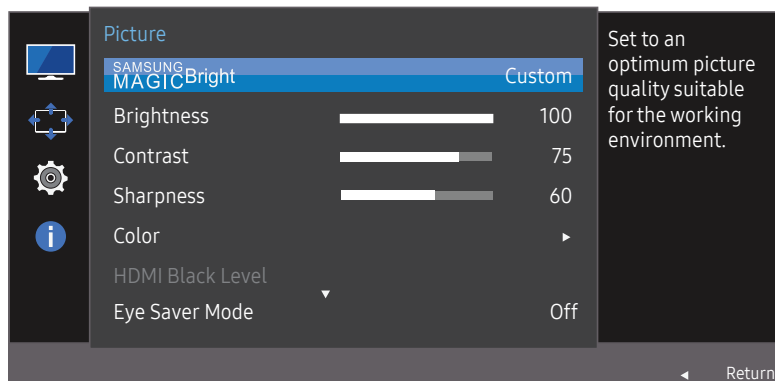 Picture
SAMSUNG
MAGICBright Custom
Brightness 100
Contrast 75
Sharpness 60
Color ►
HDMI Black Level
▼
Eye Saver Mode Off
Set to an
optimum picture
quality suitable
for the working
environment.
i
◄ Return